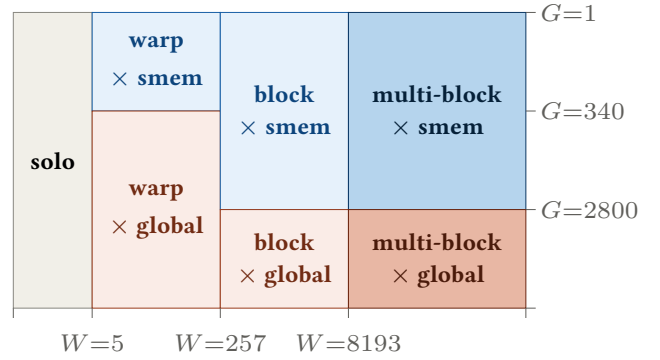 G=1
warp
× smem
block
× smem
multi-block
× smem
G=340
solo
warp
× global
G=2800
block
× global
multi-block
× global
W=5
W=257
W=8193